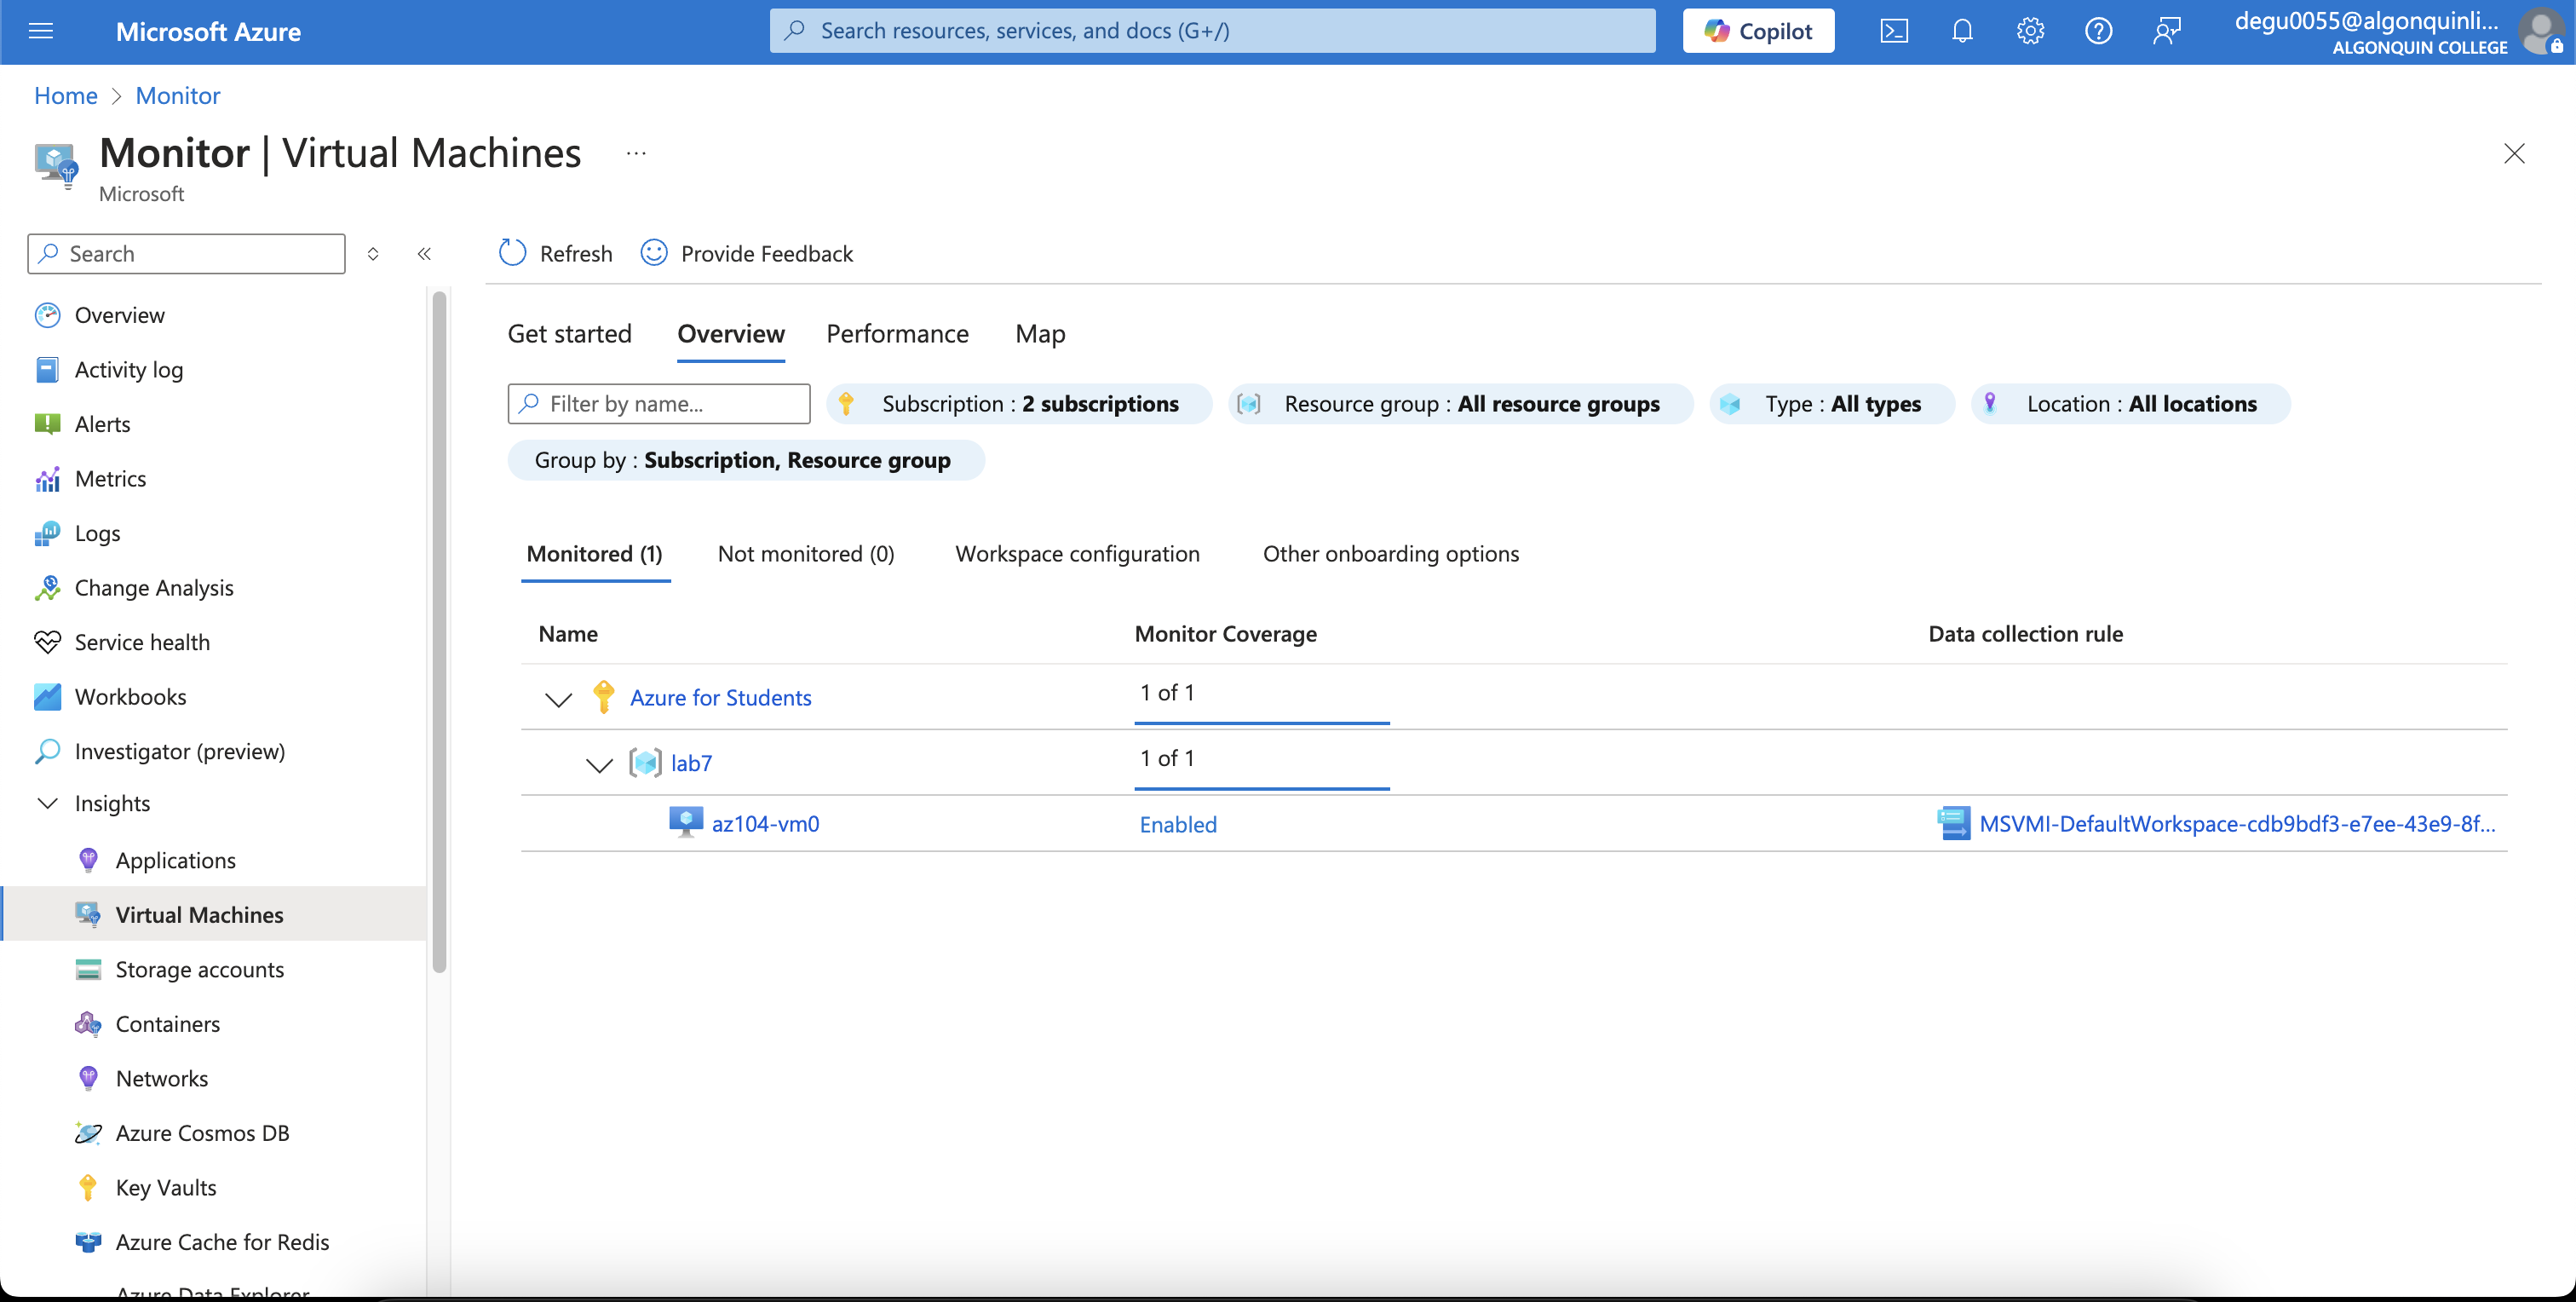 Microsoft Azure
Search resources, services, and docs (G+/)
Copilot
degu0055@algonquinli...
ALGONQUIN COLLEGE
Home > Monitor
Monitor | Virtual Machines ...
Microsoft
Search
Refresh
Provide Feedback
Overview
Activity log
Alerts
Metrics
Logs
Change Analysis
Service health
Workbooks
Investigator (preview)
Insights
Applications
Virtual Machines
Storage accounts
Containers
Networks
Azure Cosmos DB
Key Vaults
Azure Cache for Redis
Azure Data Explorer
Get started Overview Performance Map
Filter by name... Subscription : 2 subscriptions Resource group : All resource groups Type : All types Location : All locations
Group by : Subscription, Resource group
Monitored (1) Not monitored (0) Workspace configuration Other onboarding options
Name Monitor Coverage Data collection rule
Azure for Students 1 of 1
lab7 1 of 1
az104-vm0 Enabled MSVMI-DefaultWorkspace-cdb9bdf3-e7ee-43e9-8f...